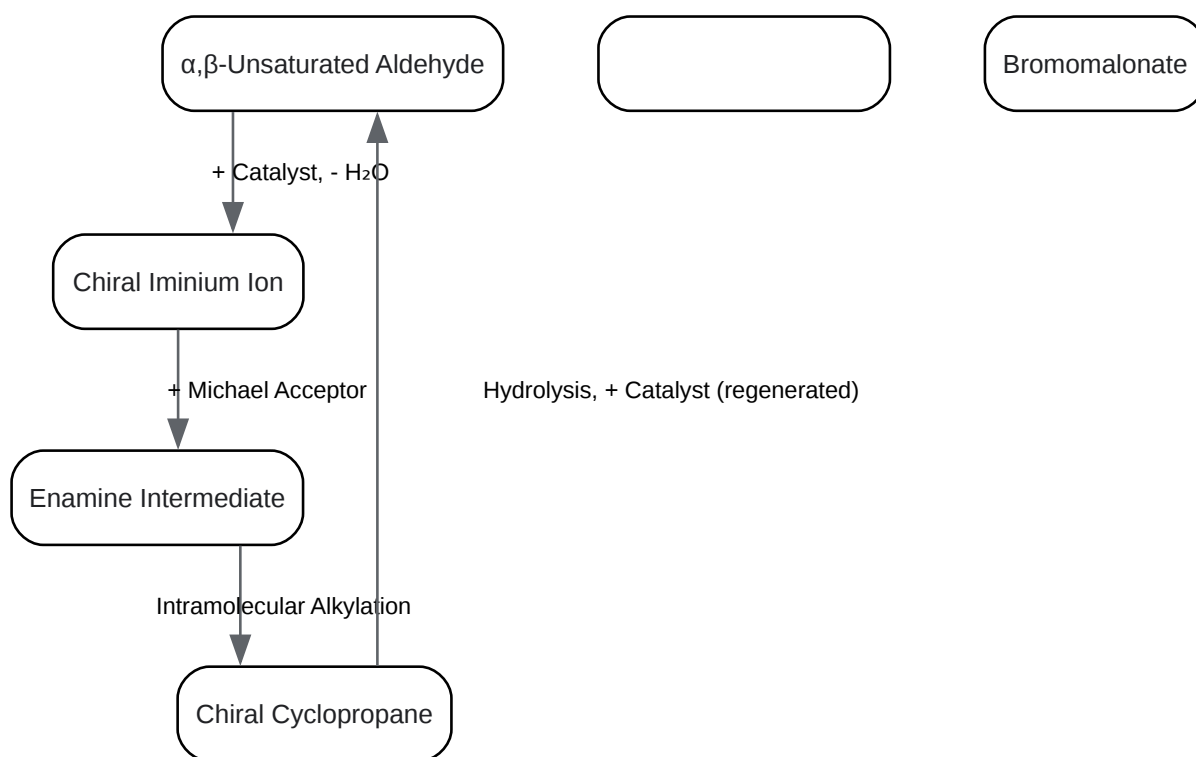 α,β-Unsaturated Aldehyde
Bromomalonate
+ Catalyst, - H₂O
Chiral Iminium Ion
+ Michael Acceptor
Hydrolysis, + Catalyst (regenerated)
Enamine Intermediate
Intramolecular Alkylation
Chiral Cyclopropane